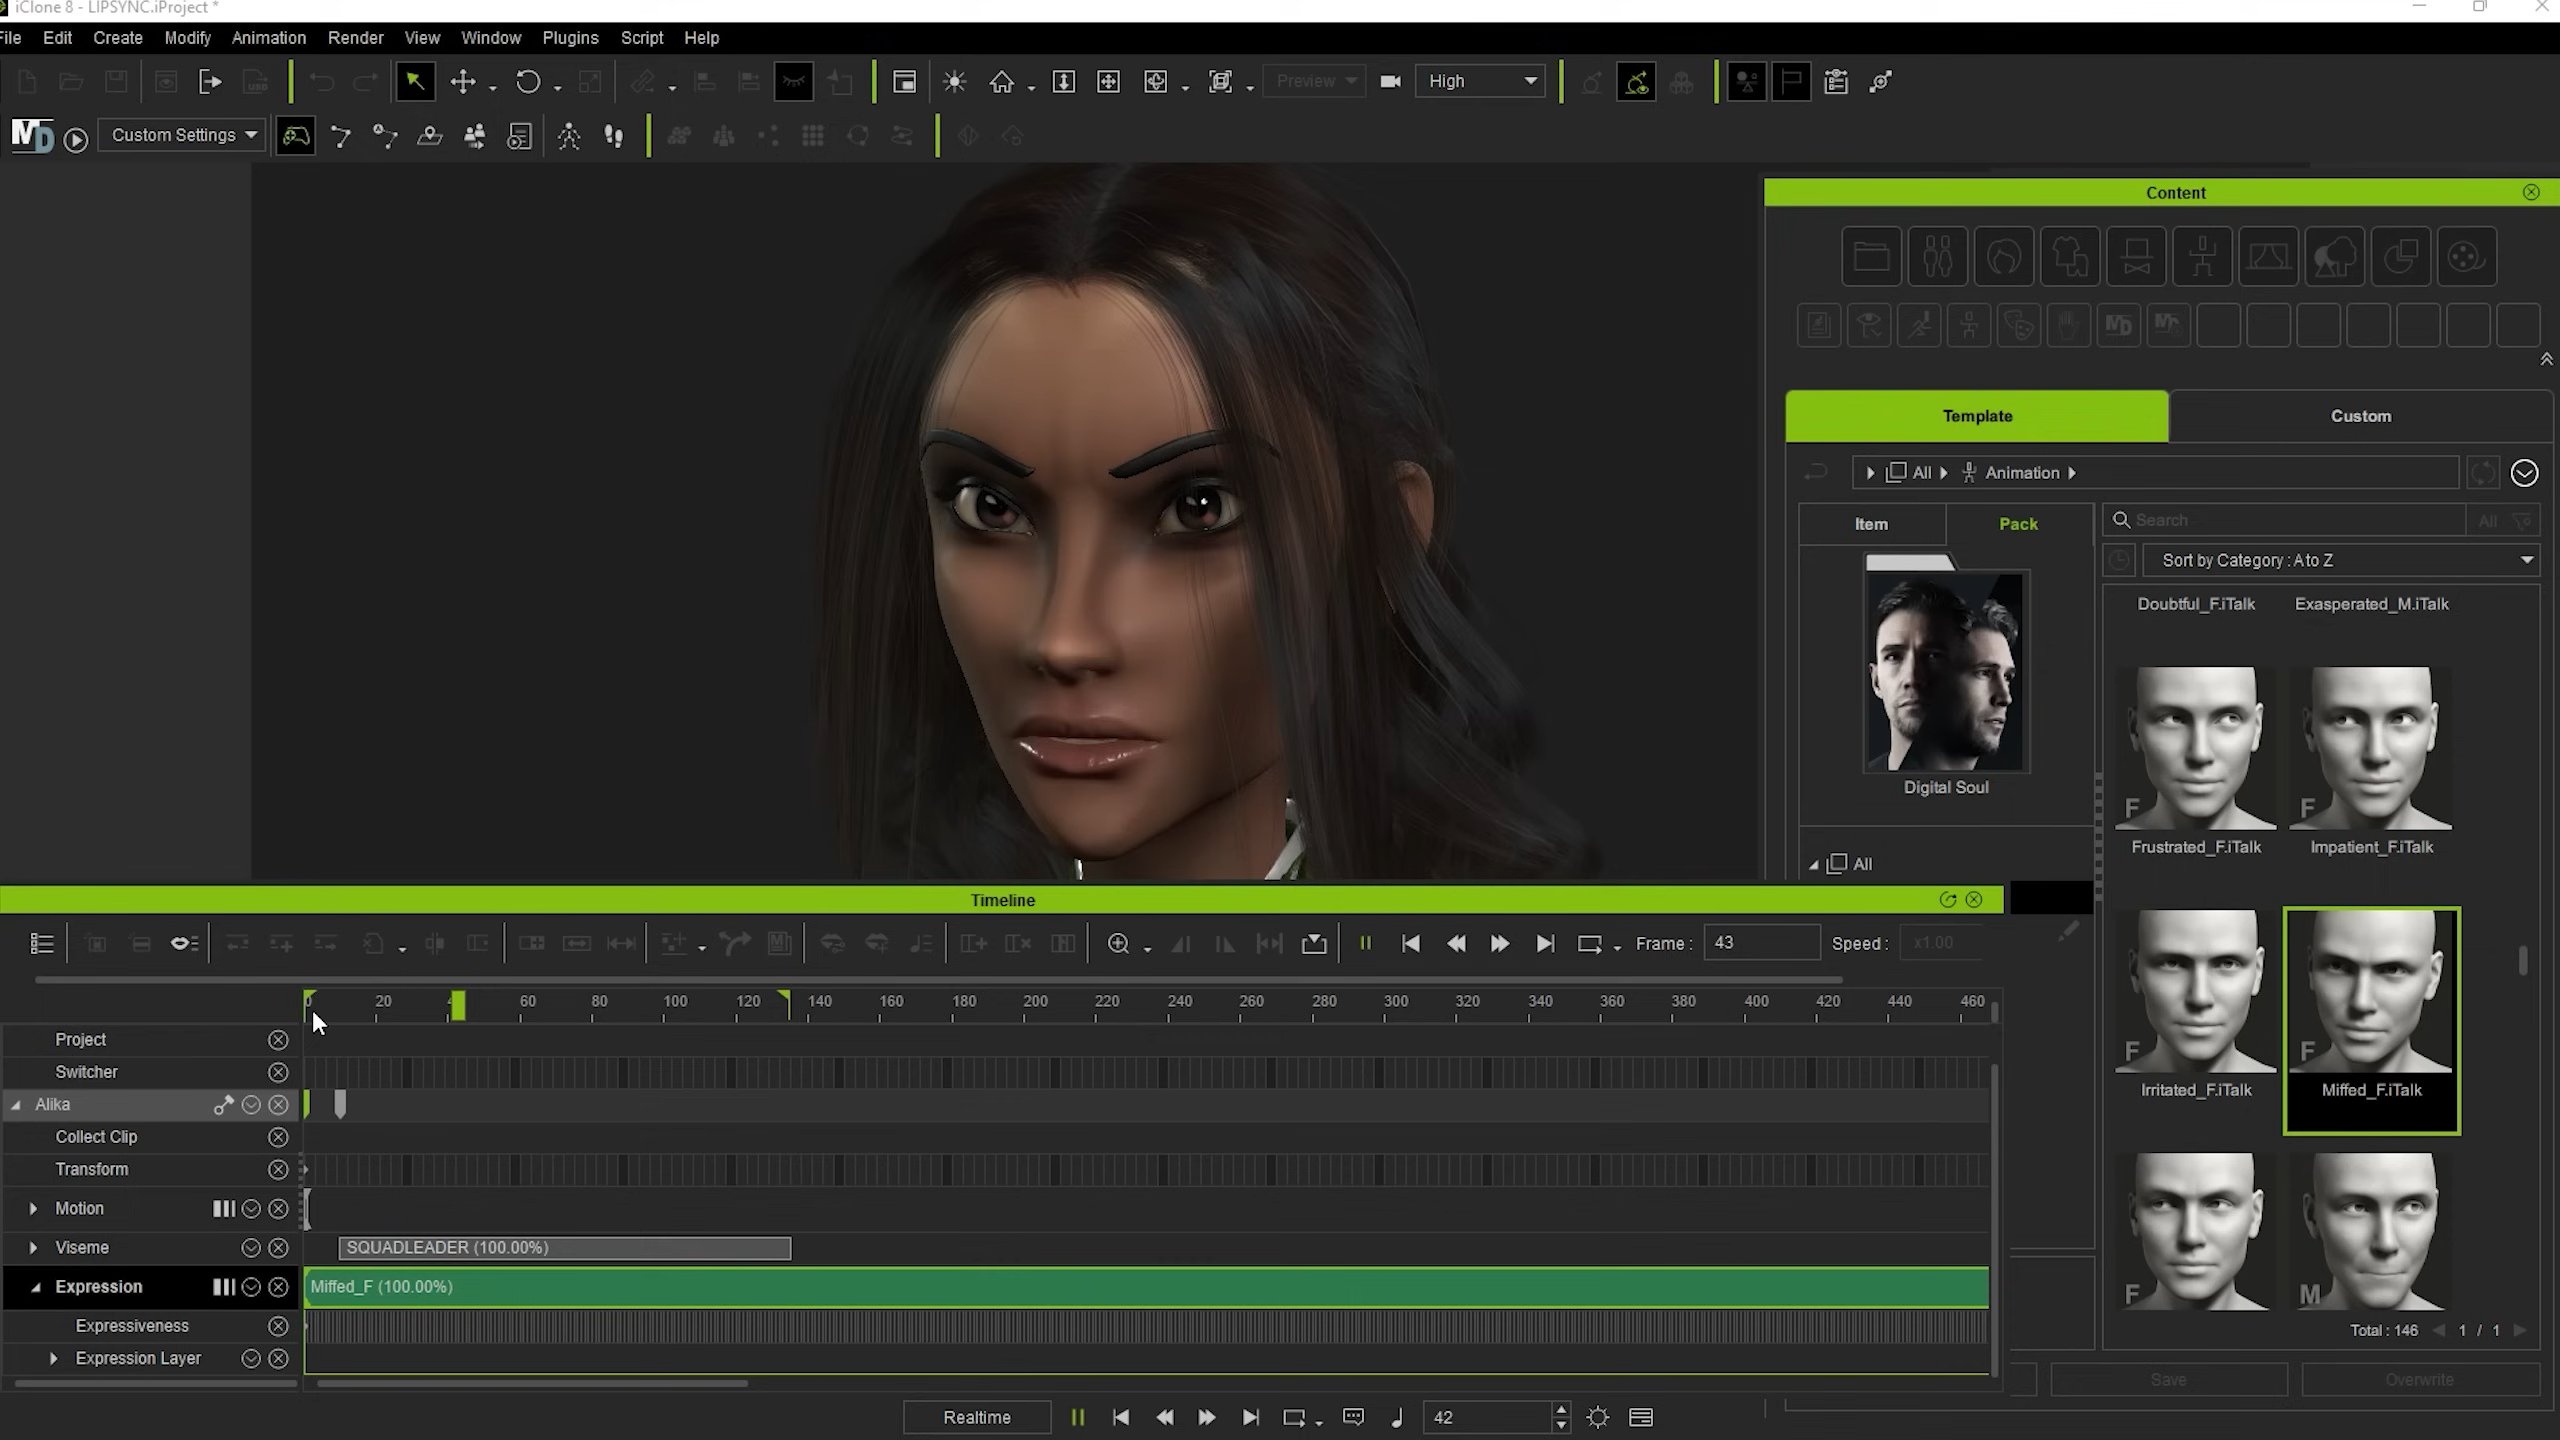 iClone 8 - LIPSYNC.iProject *
File Edit Create Modify Animation Render View Window Plugins Script Help
Preview High
MD Custom Settings
Content
Template Custom
All Animation
Item Pack
Search All
Sort by Category : A to Z
Doubtful_F.iTalk Exasperated_M.iTalk
Digital Soul
F F
Frustrated_F.iTalk Impatient_F.iTalk
All
F F
Irritated_F.iTalk Miffed_F.iTalk
F M
Total : 146 1 / 1
Save Overwrite
Timeline
Frame : 43 Speed : x1.00
0 20 4 60 80 100 120 140 160 180 200 220 240 260 280 300 320 340 360 380 400 420 440 460
Project
Switcher
Alika
Collect Clip
Transform
Motion
Viseme SQUADLEADER (100.00%)
Expression Miffed_F (100.00%)
Expressiveness
Expression Layer
Realtime 42